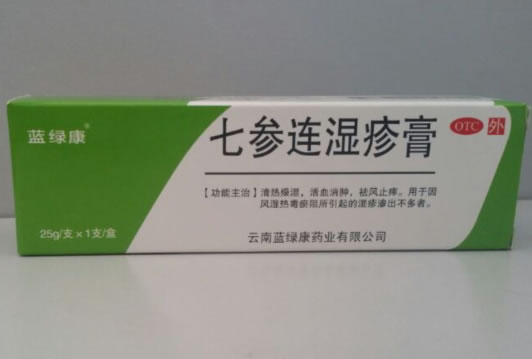 蓝绿康®
七参连湿疹膏
OTC 外
【功能主治】清热燥湿，活血消肿，祛风止痒。用于因
风湿热毒瘀阻所引起的湿疹渗出不多者。
25g/支×1支/盒
云南蓝绿康药业有限公司